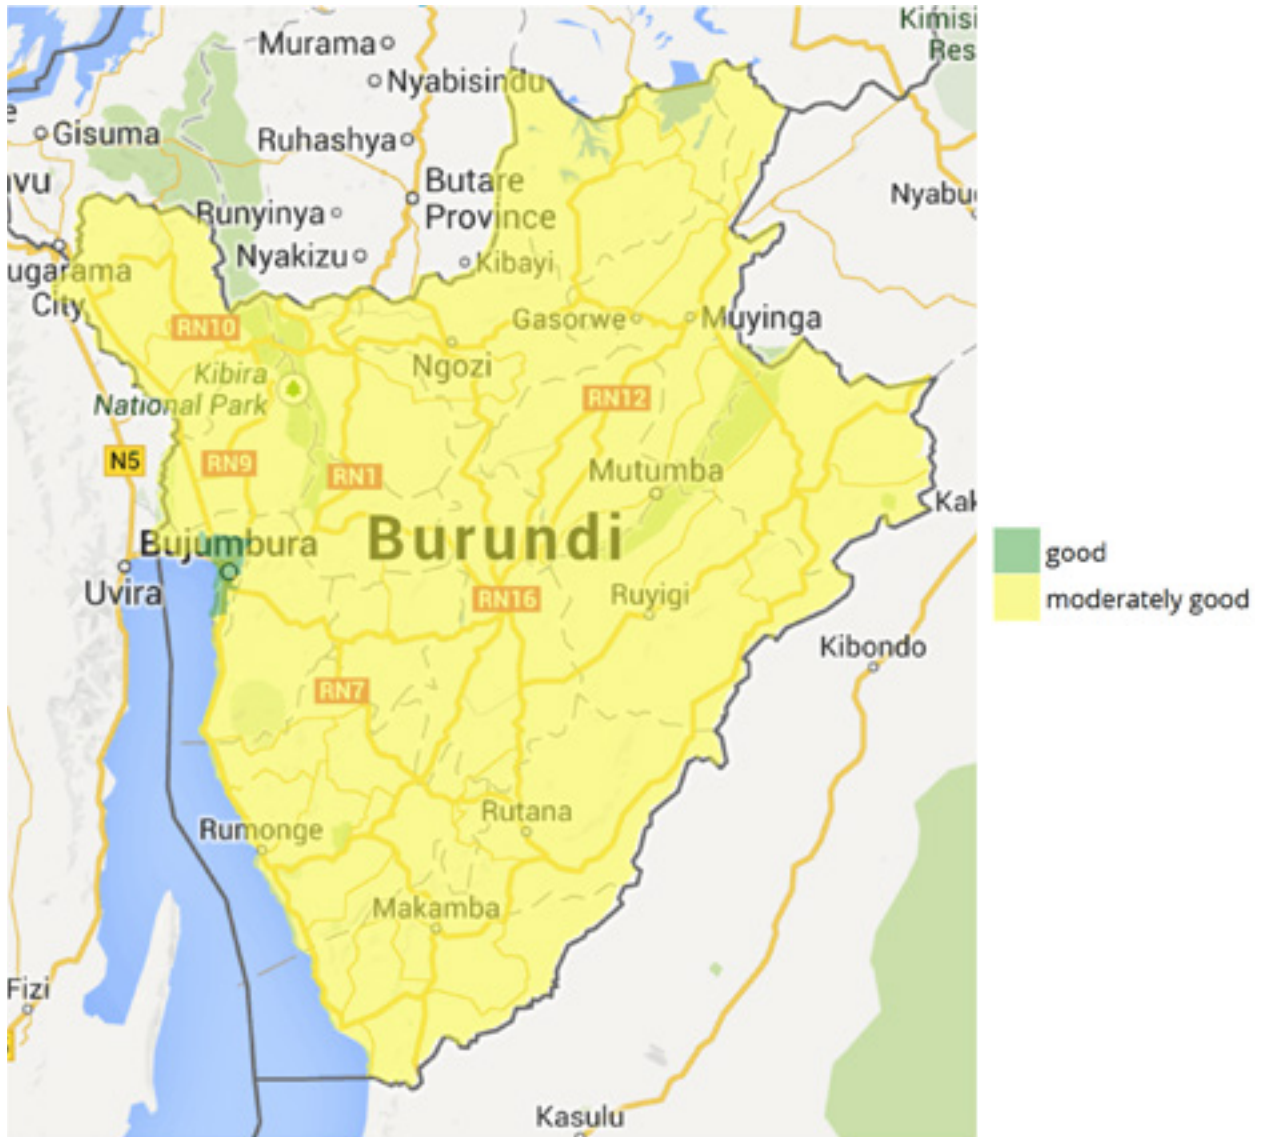 Kimisi
Res
Murama
Nyabisindu
Gisuma
Ruhashya
avu
Butare
Province
Nyabu
Runyinya
Nyakizu
Kibayi
ugarama
City
Gasorwe
Muyinga
RN10
Ngozi
Kibira
National Park
RN12
N5
RN9
RN1
Mutumba
Kak
Bujumbura
Burundi
good
Uvira
RN16
Ruyigi
moderately good
Kibondo
RN7
Rutana
Rumonge
Makamba
Fizi
Kasulu